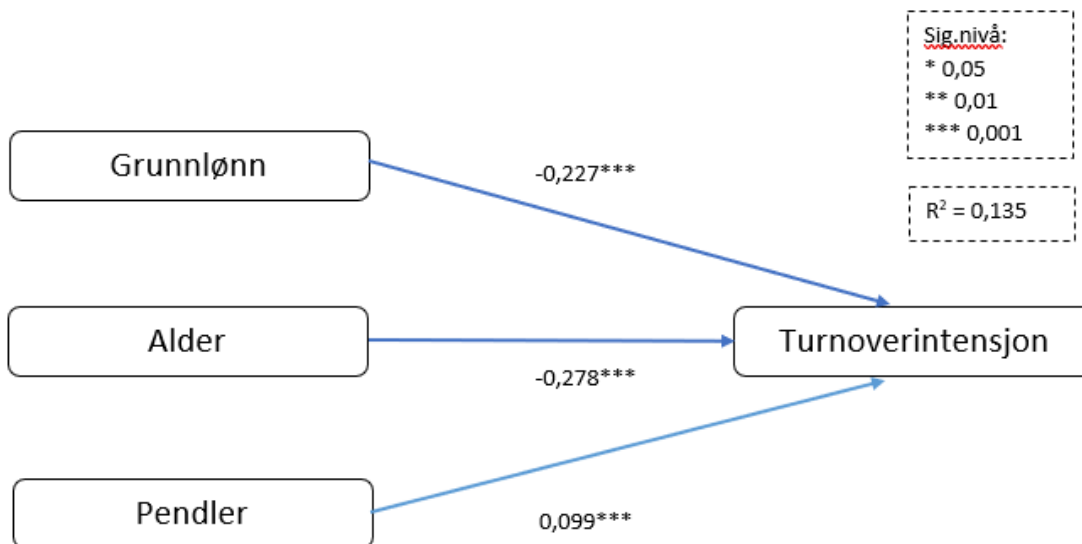 Sig.nivå:
* 0,05
** 0,01
*** 0,001
Grunnlønn
-0,227***
R² = 0,135
Alder
Turnoverintensjon
-0,278***
Pendler
0,099***